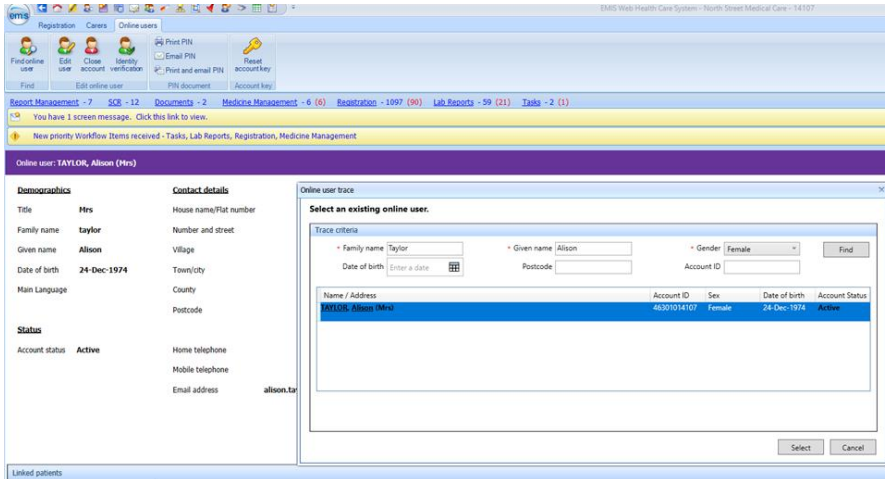 EMIS Web Health Care System - North Street Medical Care - 14107
ems
Registration Carers Online users
Find online user
Edit user
Close account
Identity verification
Print PIN
Email PIN
Print and email PIN
Reset account key
Find Edit online user PIN document Account key
Report Management - 7 SCR - 12 Documents - 2 Medicine Management - 6 (6) Registration - 1097 (90) Lab Reports - 59 (21) Tasks - 2 (1)
You have 1 screen message. Click this link to view.
New priority Workflow Items received - Tasks, Lab Reports, Registration, Medicine Management
Online user: TAYLOR, Alison (Mrs)
Demographics
Title Mrs
Family name taylor
Given name Alison
Date of birth 24-Dec-1974
Main Language
Status
Account status Active
Contact details
House name/Flat number
Number and street
Village
Town/city
County
Postcode
Home telephone
Mobile telephone
Email address alison.tay
Online user trace
Select an existing online user.
Trace criteria
* Family name Taylor * Given name Alison * Gender Female Find
Date of birth Enter a date Postcode Account ID
Name / Address Account ID Sex Date of birth Account Status
TAYLOR, Alison (Mrs) 46301014107 Female 24-Dec-1974 Active
Select Cancel
Linked patients